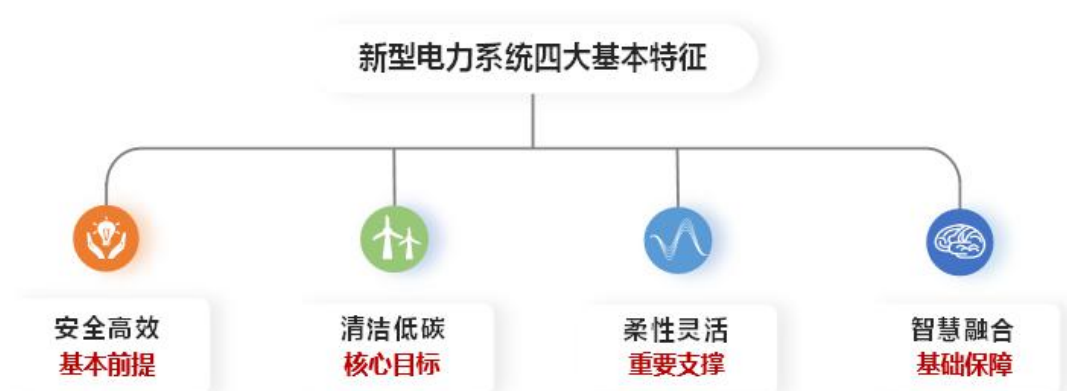 新型电力系统四大基本特征
安全高效
基本前提
清洁低碳
核心目标
柔性灵活
重要支撑
智慧融合
基础保障